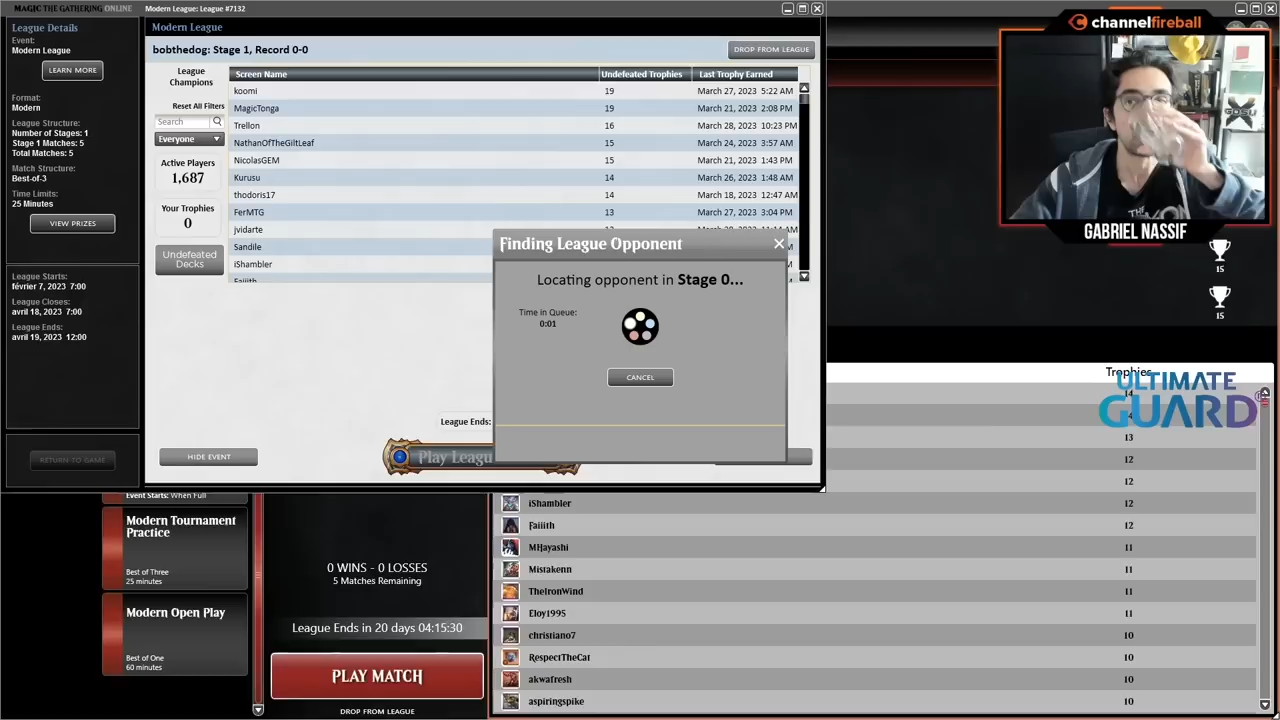 MAGIC THE GATHERING ONLINE
Modern League: League #7132
League Details
Event:
Modern League
LEARN MORE
Format:
Modern
League Structure:
Number of Stages: 1
Stage 1 Matches: 5
Total Matches: 5
Match Structure:
Best-of-3
Time Limits:
25 Minutes
VIEW PRIZES
League Starts:
février 7, 2023 7:00
League Closes:
avril 18, 2023 7:00
League Ends:
avril 19, 2023 12:00
RETURN TO GAME
Modern League
bobthedog: Stage 1, Record 0-0
DROP FROM LEAGUE
League
Champions
Reset All Filters
Search
Everyone
Active Players
1,687
Your Trophies
0
Undefeated
Decks
Screen Name Undefeated Trophies Last Trophy Earned
koomi 19 March 27, 2023 5:22 AM
MagicTonga 19 March 21, 2023 2:08 PM
Trellon 16 March 28, 2023 10:23 PM
NathanOfTheGiltLeaf 15 March 24, 2023 3:57 AM
NicolasGEM 15 March 21, 2023 1:43 PM
Kurusu 14 March 26, 2023 1:48 AM
thodoris17 14 March 18, 2023 12:47 AM
FerMTG 13 March 27, 2023 3:04 PM
jvidarte
Sandile
iShambler
Faiiith
Finding League Opponent
Locating opponent in Stage 0...
Time in Queue:
0:01
CANCEL
League Ends:
HIDE EVENT
Play Leagu
channelfireball
GOST
THE
GABRIEL NASSIF
15
15
Trophies
ULTIMATE
GUARD
14
13
12
12
iShambler 12
Faiiith 12
MHayashi 11
Misrakenn 11
TheIronWind 11
Eloy1995 11
christiano7 10
RespectTheCat 10
akwafresh 10
aspiringspike 10
Event Starts: When Full
Modern Tournament
Practice
Best of Three
25 minutes
Modern Open Play
Best of One
60 minutes
0 WINS - 0 LOSSES
5 Matches Remaining
League Ends in 20 days 04:15:30
PLAY MATCH
DROP FROM LEAGUE